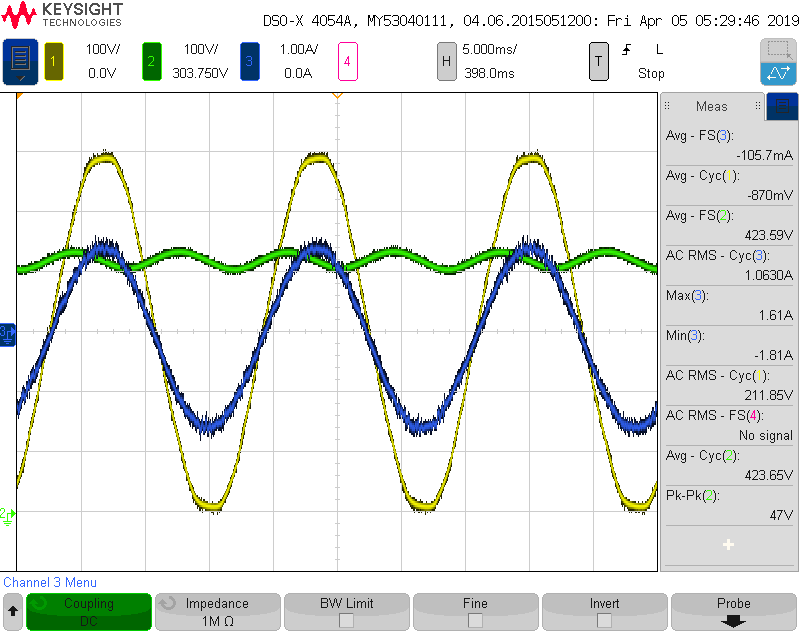 KEYSIGHT
TECHNOLOGIES
DSO-X 4054A, MY53040111, 04.06.2015051200: Fri Apr 05 05:29:46 2019
1 100V/ 2 100V/ 3 1.00A/ 4 H 5.000ms/ T L
0.0V 303.750V 0.0A 398.0ms Stop
Meas
Avg - FS(3):
-105.7mA
Avg - Cyc( ):
-870mV
Avg - FS(2):
423.59V
AC RMS - Cyc(3):
1.0630A
Max(3):
1.61A
Min(3):
-1.81A
AC RMS - Cyc( ):
211.85V
AC RMS - FS(4):
No signal
Avg - Cyc(2):
423.65V
Pk-Pk(2):
47V
3
2
Channel 3 Menu
Coupling
DC
Impedance
1M Ω
BW Limit
Fine
Invert
Probe